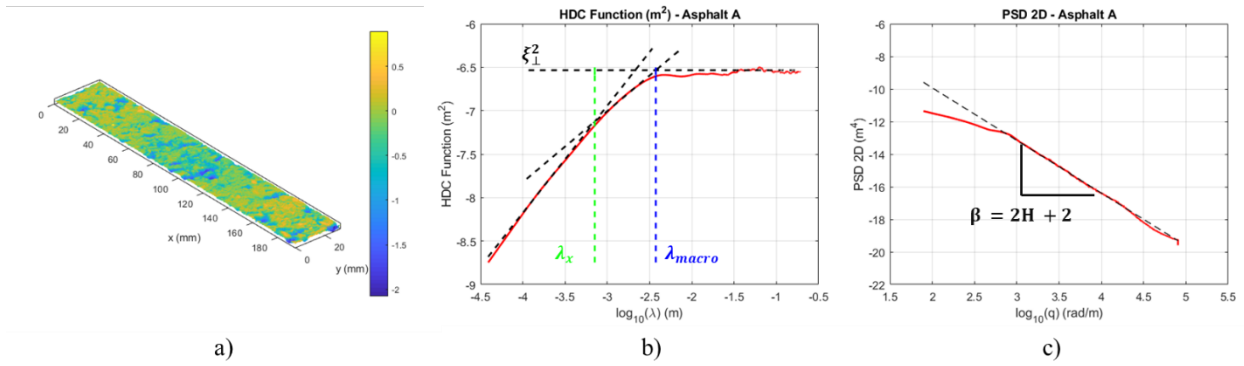 0.5
0
-0.5
-1
-1.5
-2
0
20
40
60
80
100
120
140
160
180
0
20
x (mm)
y (mm)
a)
HDC Function (m²) - Asphalt A
HDC Function (m²)
-6
-6.5
-7
-7.5
-8
-8.5
-9
ξ²⊥
λx
λmacro
-4.5 -4 -3.5 -3 -2.5 -2 -1.5 -1 -0.5
log₁₀(λ) (m)
b)
PSD 2D - Asphalt A
PSD 2D (m⁴)
-4
-6
-8
-10
-12
-14
-16
-18
-20
-22
β = 2H + 2
1.5 2 2.5 3 3.5 4 4.5 5 5.5
log₁₀(q) (rad/m)
c)